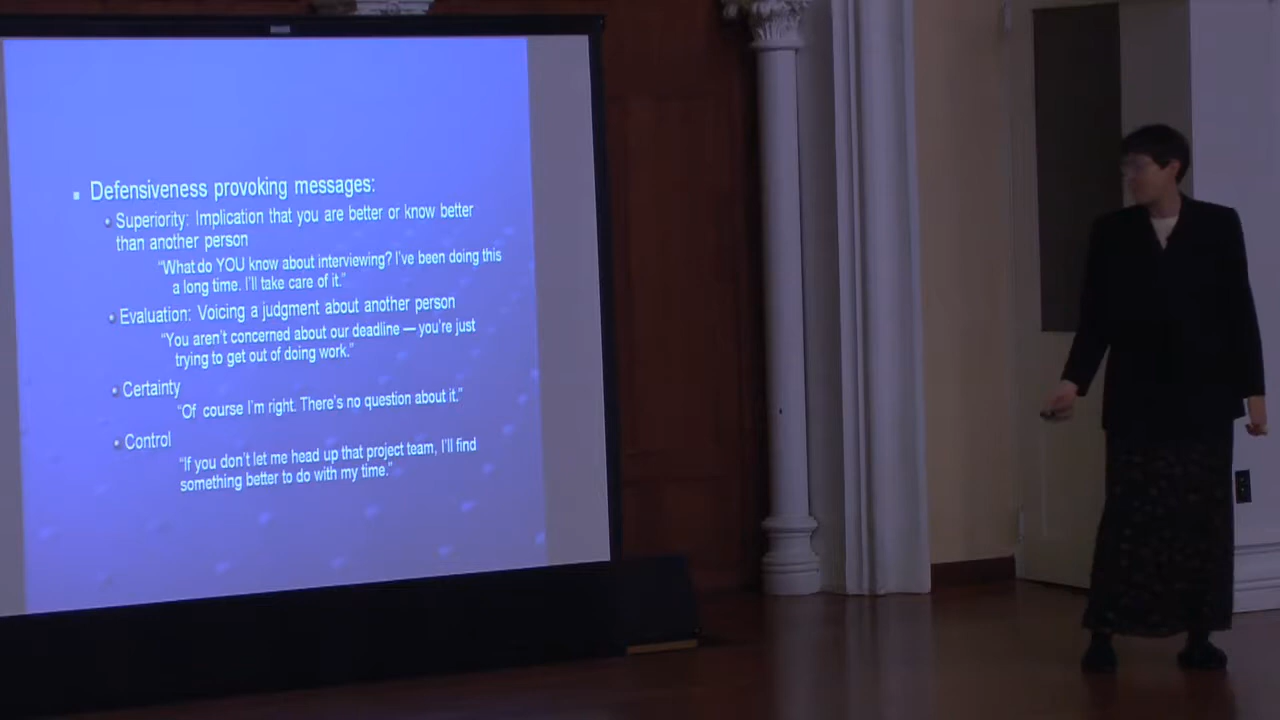 Defensiveness provoking messages:
Superiority: Implication that you are better or know better
than another person
“What do YOU know about interviewing? I've been doing this
a long time. I'll take care of it.”
Evaluation: Voicing a judgment about another person
“You aren't concerned about our deadline — you're just
trying to get out of doing work.”
Certainty
“Of course I'm right. There's no question about it.”
Control
“If you don't let me head up that project team, I'll find
something better to do with my time.”